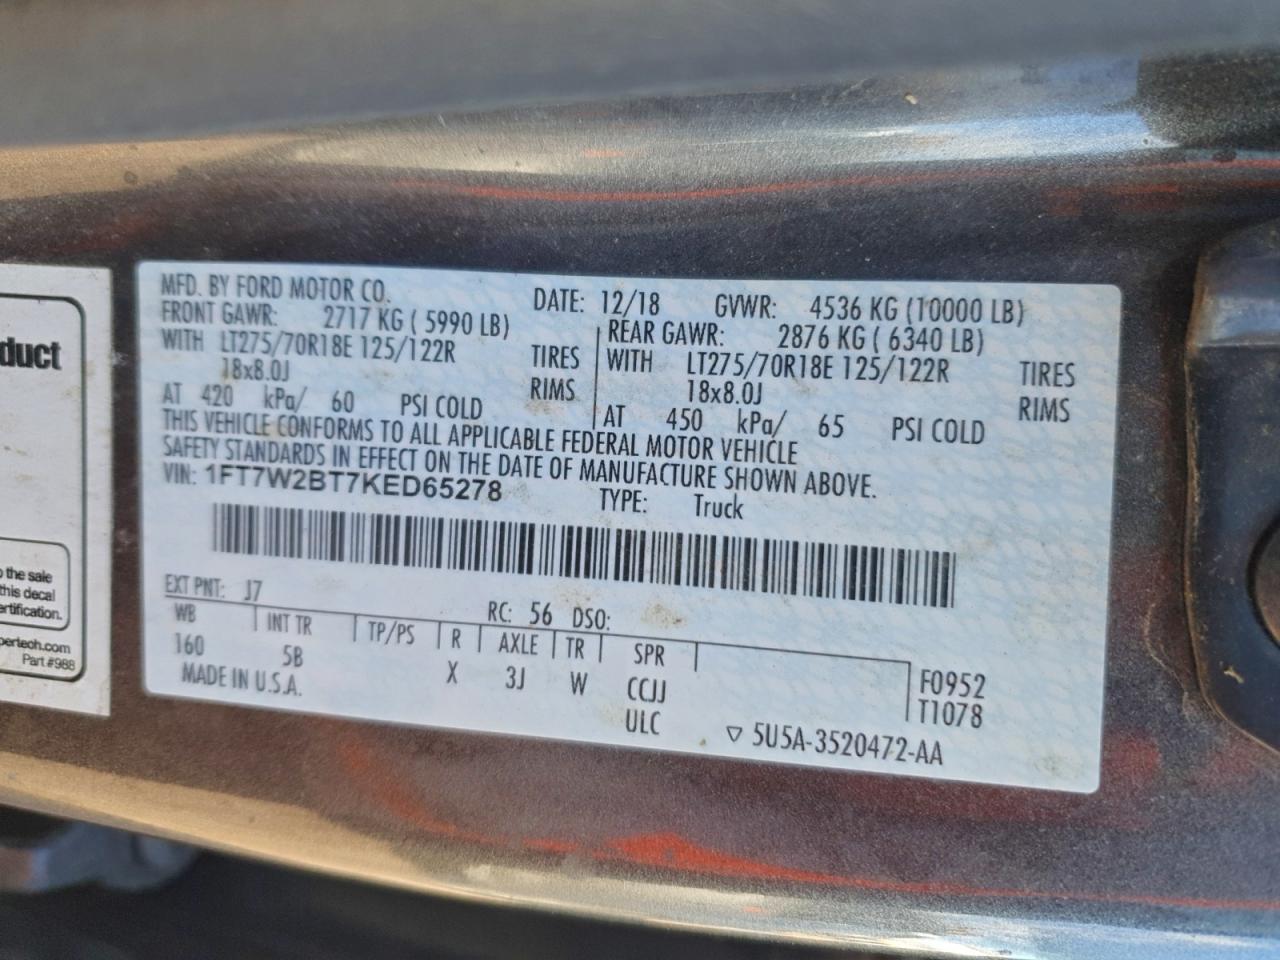 duct
o the sale
this decal
ertification.
pertech.com
Part #988
MFD. BY FORD MOTOR CO.
DATE: 12/18 GVWR: 4536 KG (10000 LB)
FRONT GAWR: 2717 KG ( 5990 LB)
WITH LT275/70R18E 125/122R TIRES
18x8.0J RIMS
AT 420 kPa/ 60 PSI COLD
REAR GAWR: 2876 KG ( 6340 LB)
WITH LT275/70R18E 125/122R TIRES
18x8.0J RIMS
AT 450 kPa/ 65 PSI COLD
THIS VEHICLE CONFORMS TO ALL APPLICABLE FEDERAL MOTOR VEHICLE
SAFETY STANDARDS IN EFFECT ON THE DATE OF MANUFACTURE SHOWN ABOVE.
VIN: 1FT7W2BT7KED65278 TYPE: Truck
EXT PNT: J7 RC: 56 DSO:
WB INT TR TP/PS R AXLE TR SPR
160 5B X 3J W CCJJ F0952
MADE IN U.S.A. ULC T1078
▽ 5U5A-3520472-AA